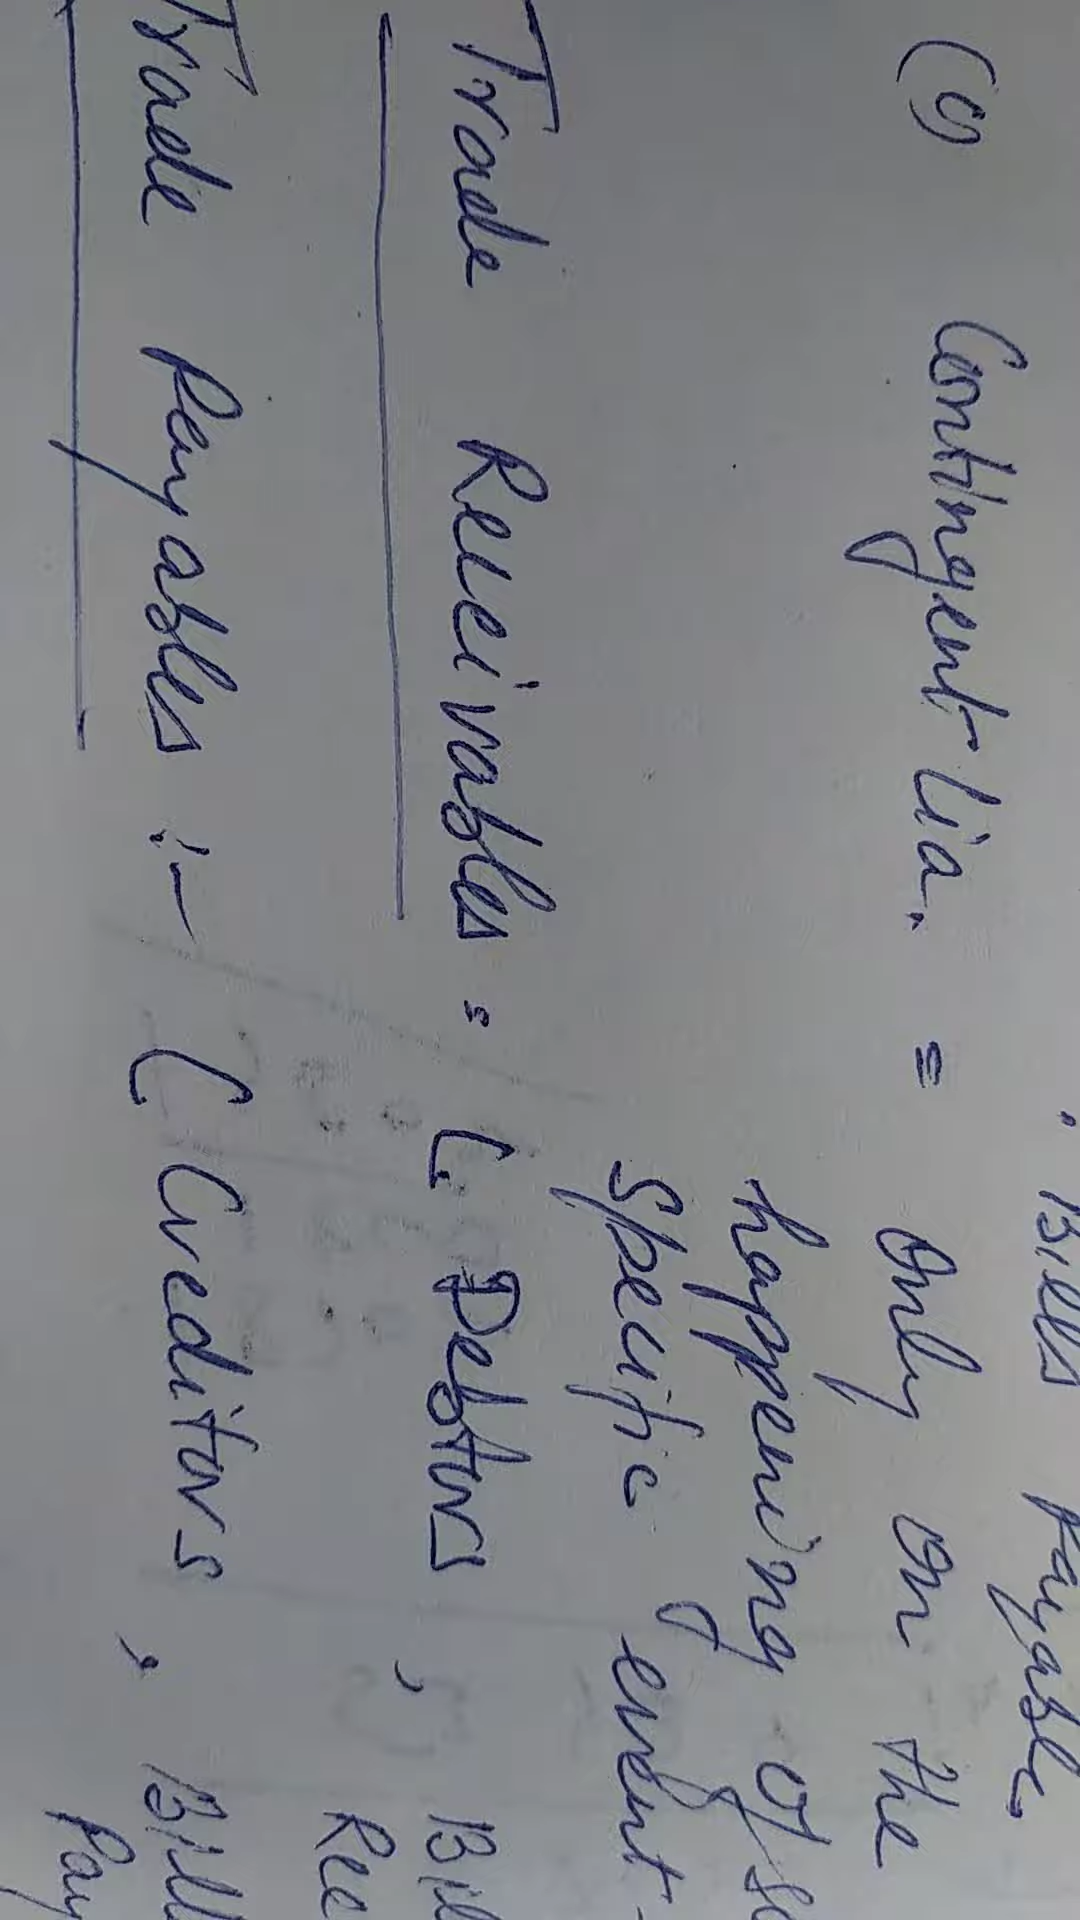 . Bills Payable.
(c) Contingent Lia. = Only on the
happening of
Specific event -
Trade Receivables = ( Debtors , Bil
Rec
Trade Payables :- ( Creditors , Bill
Pay